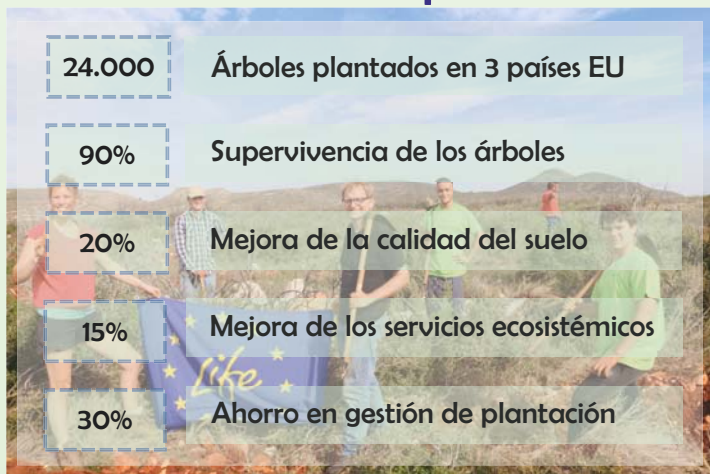 24.000 Árboles plantados en 3 países EU
90% Supervivencia de los árboles
20% Mejora de la calidad del suelo
15% Mejora de los servicios ecosistémicos
Life
30% Ahorro en gestión de plantación